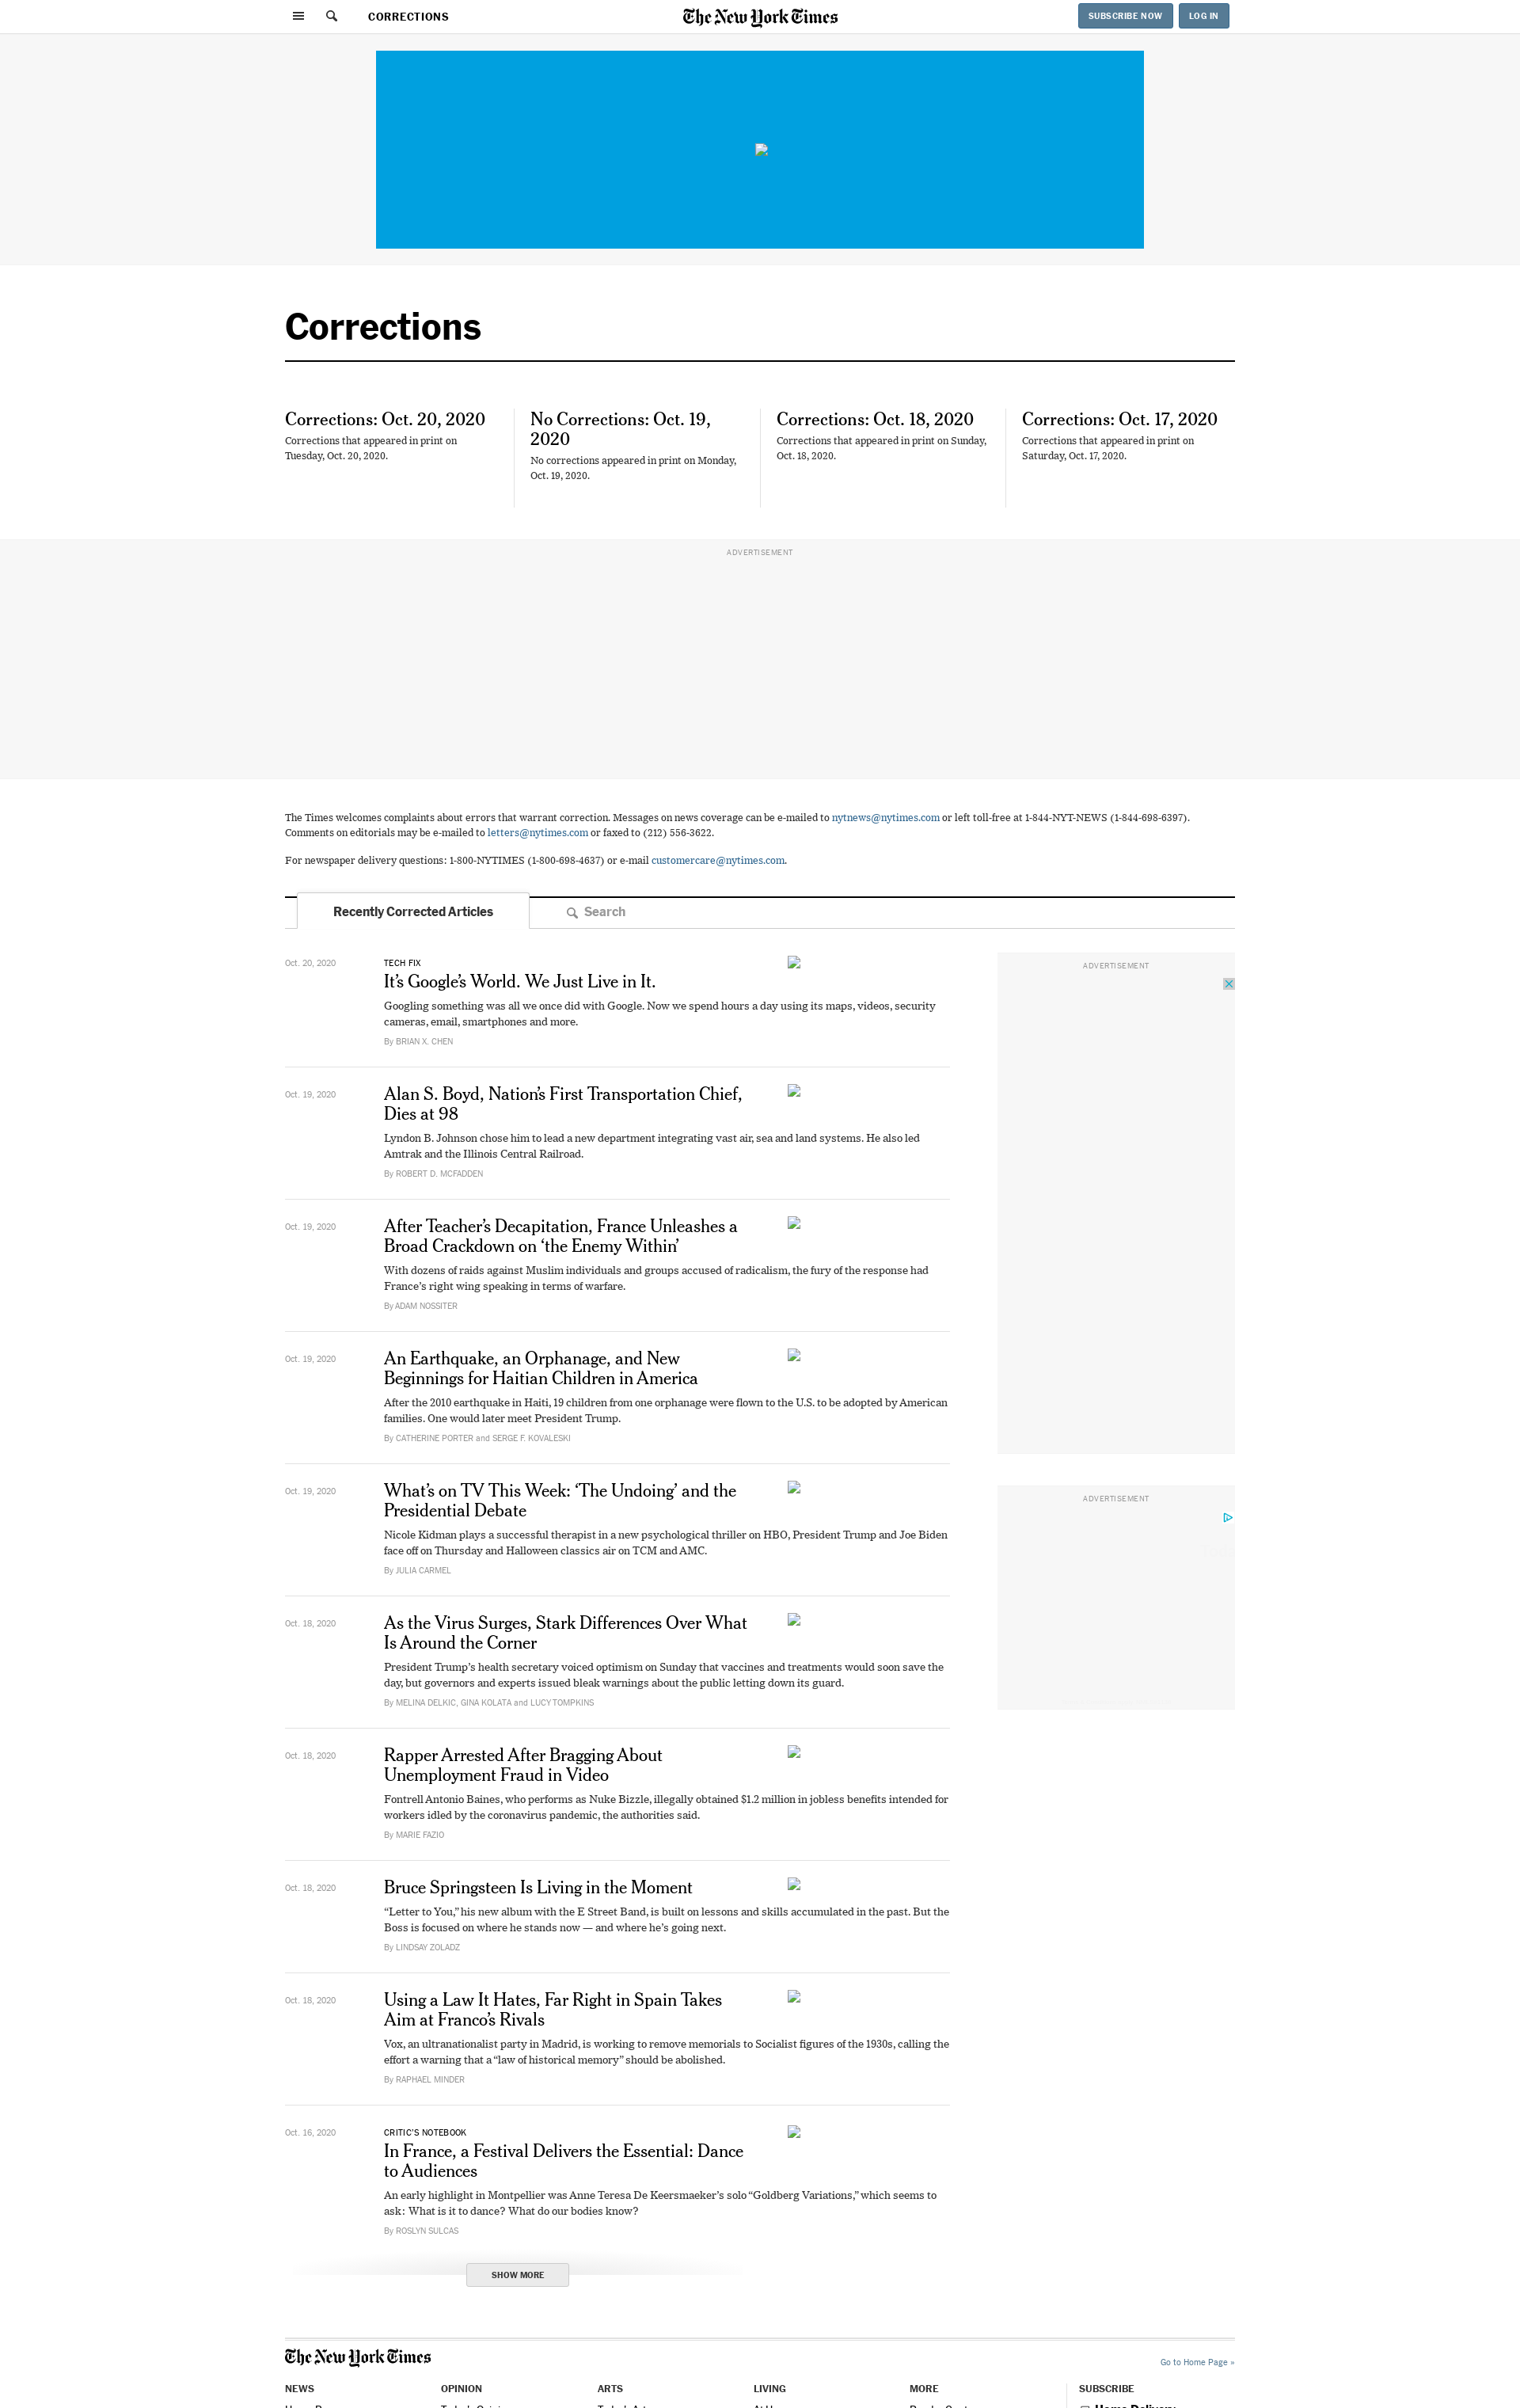 CORRECTIONS
The New York Times
SUBSCRIBE NOW
LOG IN
Corrections
Corrections: Oct. 20, 2020
Corrections that appeared in print on
Tuesday, Oct. 20, 2020.
No Corrections: Oct. 19,
2020
No corrections appeared in print on Monday,
Oct. 19, 2020.
Corrections: Oct. 18, 2020
Corrections that appeared in print on Sunday,
Oct. 18, 2020.
Corrections: Oct. 17, 2020
Corrections that appeared in print on
Saturday, Oct. 17, 2020.
ADVERTISEMENT
The Times welcomes complaints about errors that warrant correction. Messages on news coverage can be e-mailed to nytnews@nytimes.com or left toll-free at 1-844-NYT-NEWS (1-844-698-6397).
Comments on editorials may be e-mailed to letters@nytimes.com or faxed to (212) 556-3622.
For newspaper delivery questions: 1-800-NYTIMES (1-800-698-4637) or e-mail customercare@nytimes.com.
Recently Corrected Articles
Search
Oct. 20, 2020
TECH FIX
It’s Google’s World. We Just Live in It.
Googling something was all we once did with Google. Now we spend hours a day using its maps, videos, security
cameras, email, smartphones and more.
By BRIAN X. CHEN
Oct. 19, 2020
Alan S. Boyd, Nation’s First Transportation Chief,
Dies at 98
Lyndon B. Johnson chose him to lead a new department integrating vast air, sea and land systems. He also led
Amtrak and the Illinois Central Railroad.
By ROBERT D. MCFADDEN
Oct. 19, 2020
After Teacher’s Decapitation, France Unleashes a
Broad Crackdown on ‘the Enemy Within’
With dozens of raids against Muslim individuals and groups accused of radicalism, the fury of the response had
France’s right wing speaking in terms of warfare.
By ADAM NOSSITER
Oct. 19, 2020
An Earthquake, an Orphanage, and New
Beginnings for Haitian Children in America
After the 2010 earthquake in Haiti, 19 children from one orphanage were flown to the U.S. to be adopted by American
families. One would later meet President Trump.
By CATHERINE PORTER and SERGE F. KOVALESKI
Oct. 19, 2020
What’s on TV This Week: ‘The Undoing’ and the
Presidential Debate
Nicole Kidman plays a successful therapist in a new psychological thriller on HBO, President Trump and Joe Biden
face off on Thursday and Halloween classics air on TCM and AMC.
By JULIA CARMEL
Oct. 18, 2020
As the Virus Surges, Stark Differences Over What
Is Around the Corner
President Trump’s health secretary voiced optimism on Sunday that vaccines and treatments would soon save the
day, but governors and experts issued bleak warnings about the public letting down its guard.
By MELINA DELKIC, GINA KOLATA and LUCY TOMPKINS
Oct. 18, 2020
Rapper Arrested After Bragging About
Unemployment Fraud in Video
Fontrell Antonio Baines, who performs as Nuke Bizzle, illegally obtained $1.2 million in jobless benefits intended for
workers idled by the coronavirus pandemic, the authorities said.
By MARIE FAZIO
Oct. 18, 2020
Bruce Springsteen Is Living in the Moment
“Letter to You,” his new album with the E Street Band, is built on lessons and skills accumulated in the past. But the
Boss is focused on where he stands now — and where he’s going next.
By LINDSAY ZOLADZ
Oct. 18, 2020
Using a Law It Hates, Far Right in Spain Takes
Aim at Franco’s Rivals
Vox, an ultranationalist party in Madrid, is working to remove memorials to Socialist figures of the 1930s, calling the
effort a warning that a “law of historical memory” should be abolished.
By RAPHAEL MINDER
Oct. 16, 2020
CRITIC’S NOTEBOOK
In France, a Festival Delivers the Essential: Dance
to Audiences
An early highlight in Montpellier was Anne Teresa De Keersmaeker’s solo “Goldberg Variations,” which seems to
ask: What is it to dance? What do our bodies know?
By ROSLYN SULCAS
SHOW MORE
ADVERTISEMENT
ADVERTISEMENT
The New York Times
Go to Home Page »
NEWS
OPINION
ARTS
LIVING
MORE
SUBSCRIBE